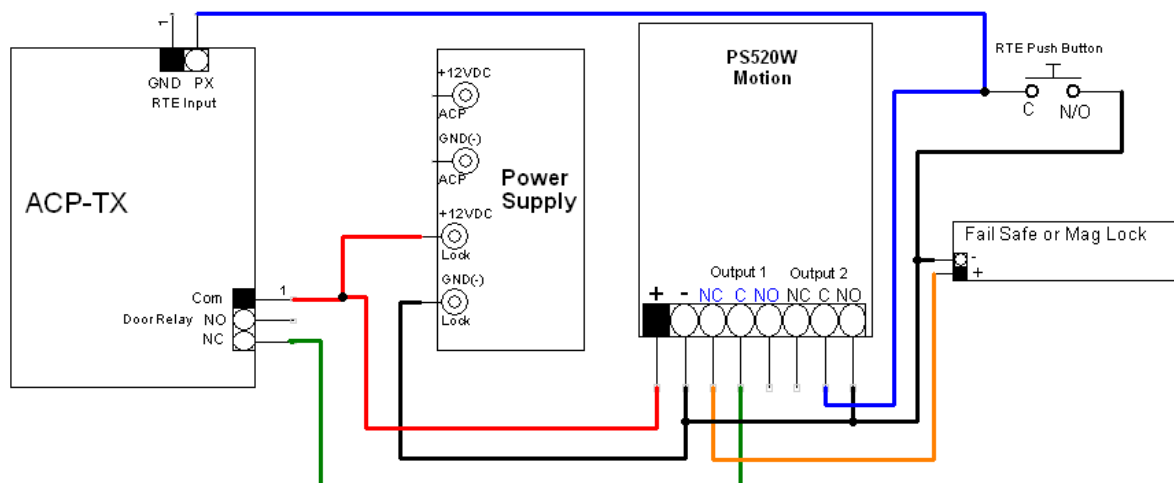 1
GND PX
RTE Input
ACP-TX
Com 1
Door Relay NO
NC
+12VDC
ACP
GND(-)
ACP
Power
Supply
+12VDC
Lock
GND(-)
Lock
PS520W
Motion
Output 1 Output 2
+ - NC C NO NC C NO
RTE Push Button
C N/O
Fail Safe or Mag Lock
-
+